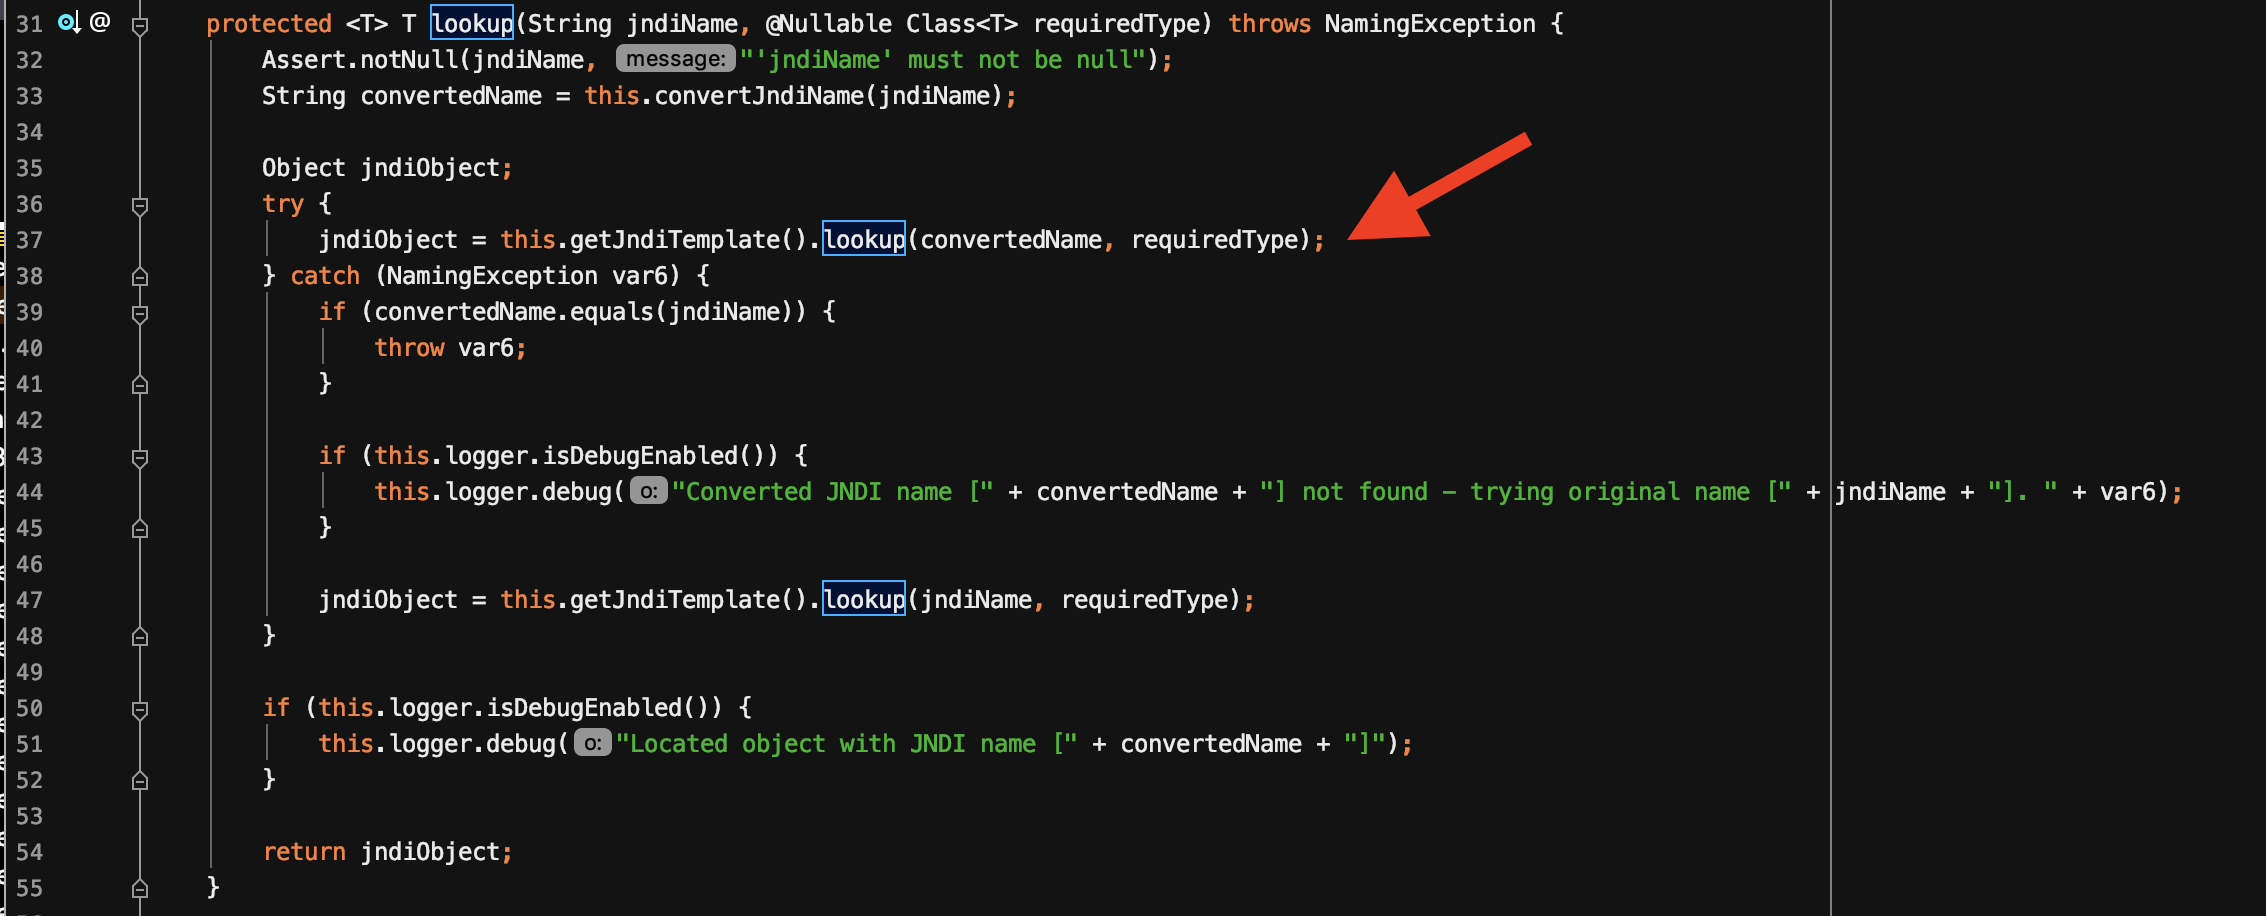 31 @ protected <T> T lookup(String jndiName, @Nullable Class<T> requiredType) throws NamingException {
32 Assert.notNull(jndiName, message: "'jndiName' must not be null");
33 String convertedName = this.convertJndiName(jndiName);
34
35 Object jndiObject;
36 try {
37 jndiObject = this.getJndiTemplate().lookup(convertedName, requiredType);
38 } catch (NamingException var6) {
39 if (convertedName.equals(jndiName)) {
40 throw var6;
41 }
42
43 if (this.logger.isDebugEnabled()) {
44 this.logger.debug( o: "Converted JNDI name [" + convertedName + "] not found - trying original name [" + jndiName + "]. " + var6);
45 }
46
47 jndiObject = this.getJndiTemplate().lookup(jndiName, requiredType);
48 }
49
50 if (this.logger.isDebugEnabled()) {
51 this.logger.debug( o: "Located object with JNDI name [" + convertedName + "]");
52 }
53
54 return jndiObject;
55 }